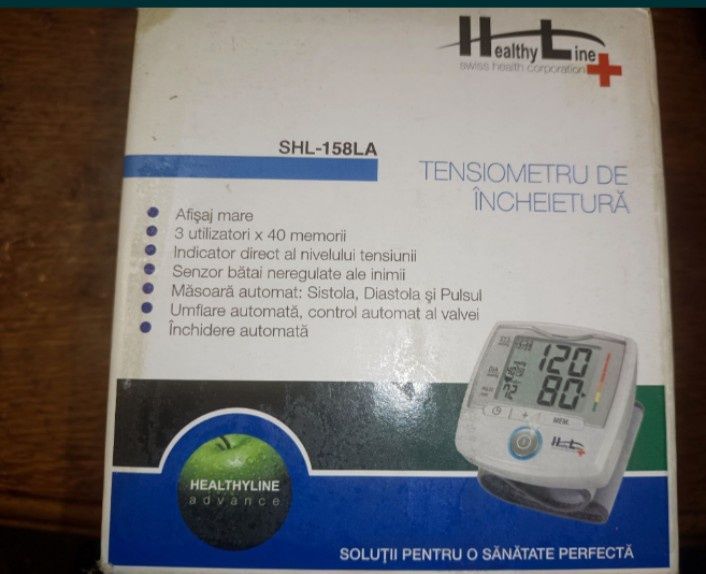 Healthy Line
swiss health corporation
SHL-158LA
TENSIOMETRU DE
ÎNCHEIETURĂ
Afişaj mare
3 utilizatori x 40 memorii
Indicator direct al nivelului tensiunii
Senzor bătai neregulate ale inimii
Măsoară automat: Sistola, Diastola şi Pulsul
Umflare automată, control automat al valvei
Închidere automată
120
80
+
MEM.
HEALTHYLINE
advance
SOLUŢII PENTRU O SĂNĂTATE PERFECTĂ